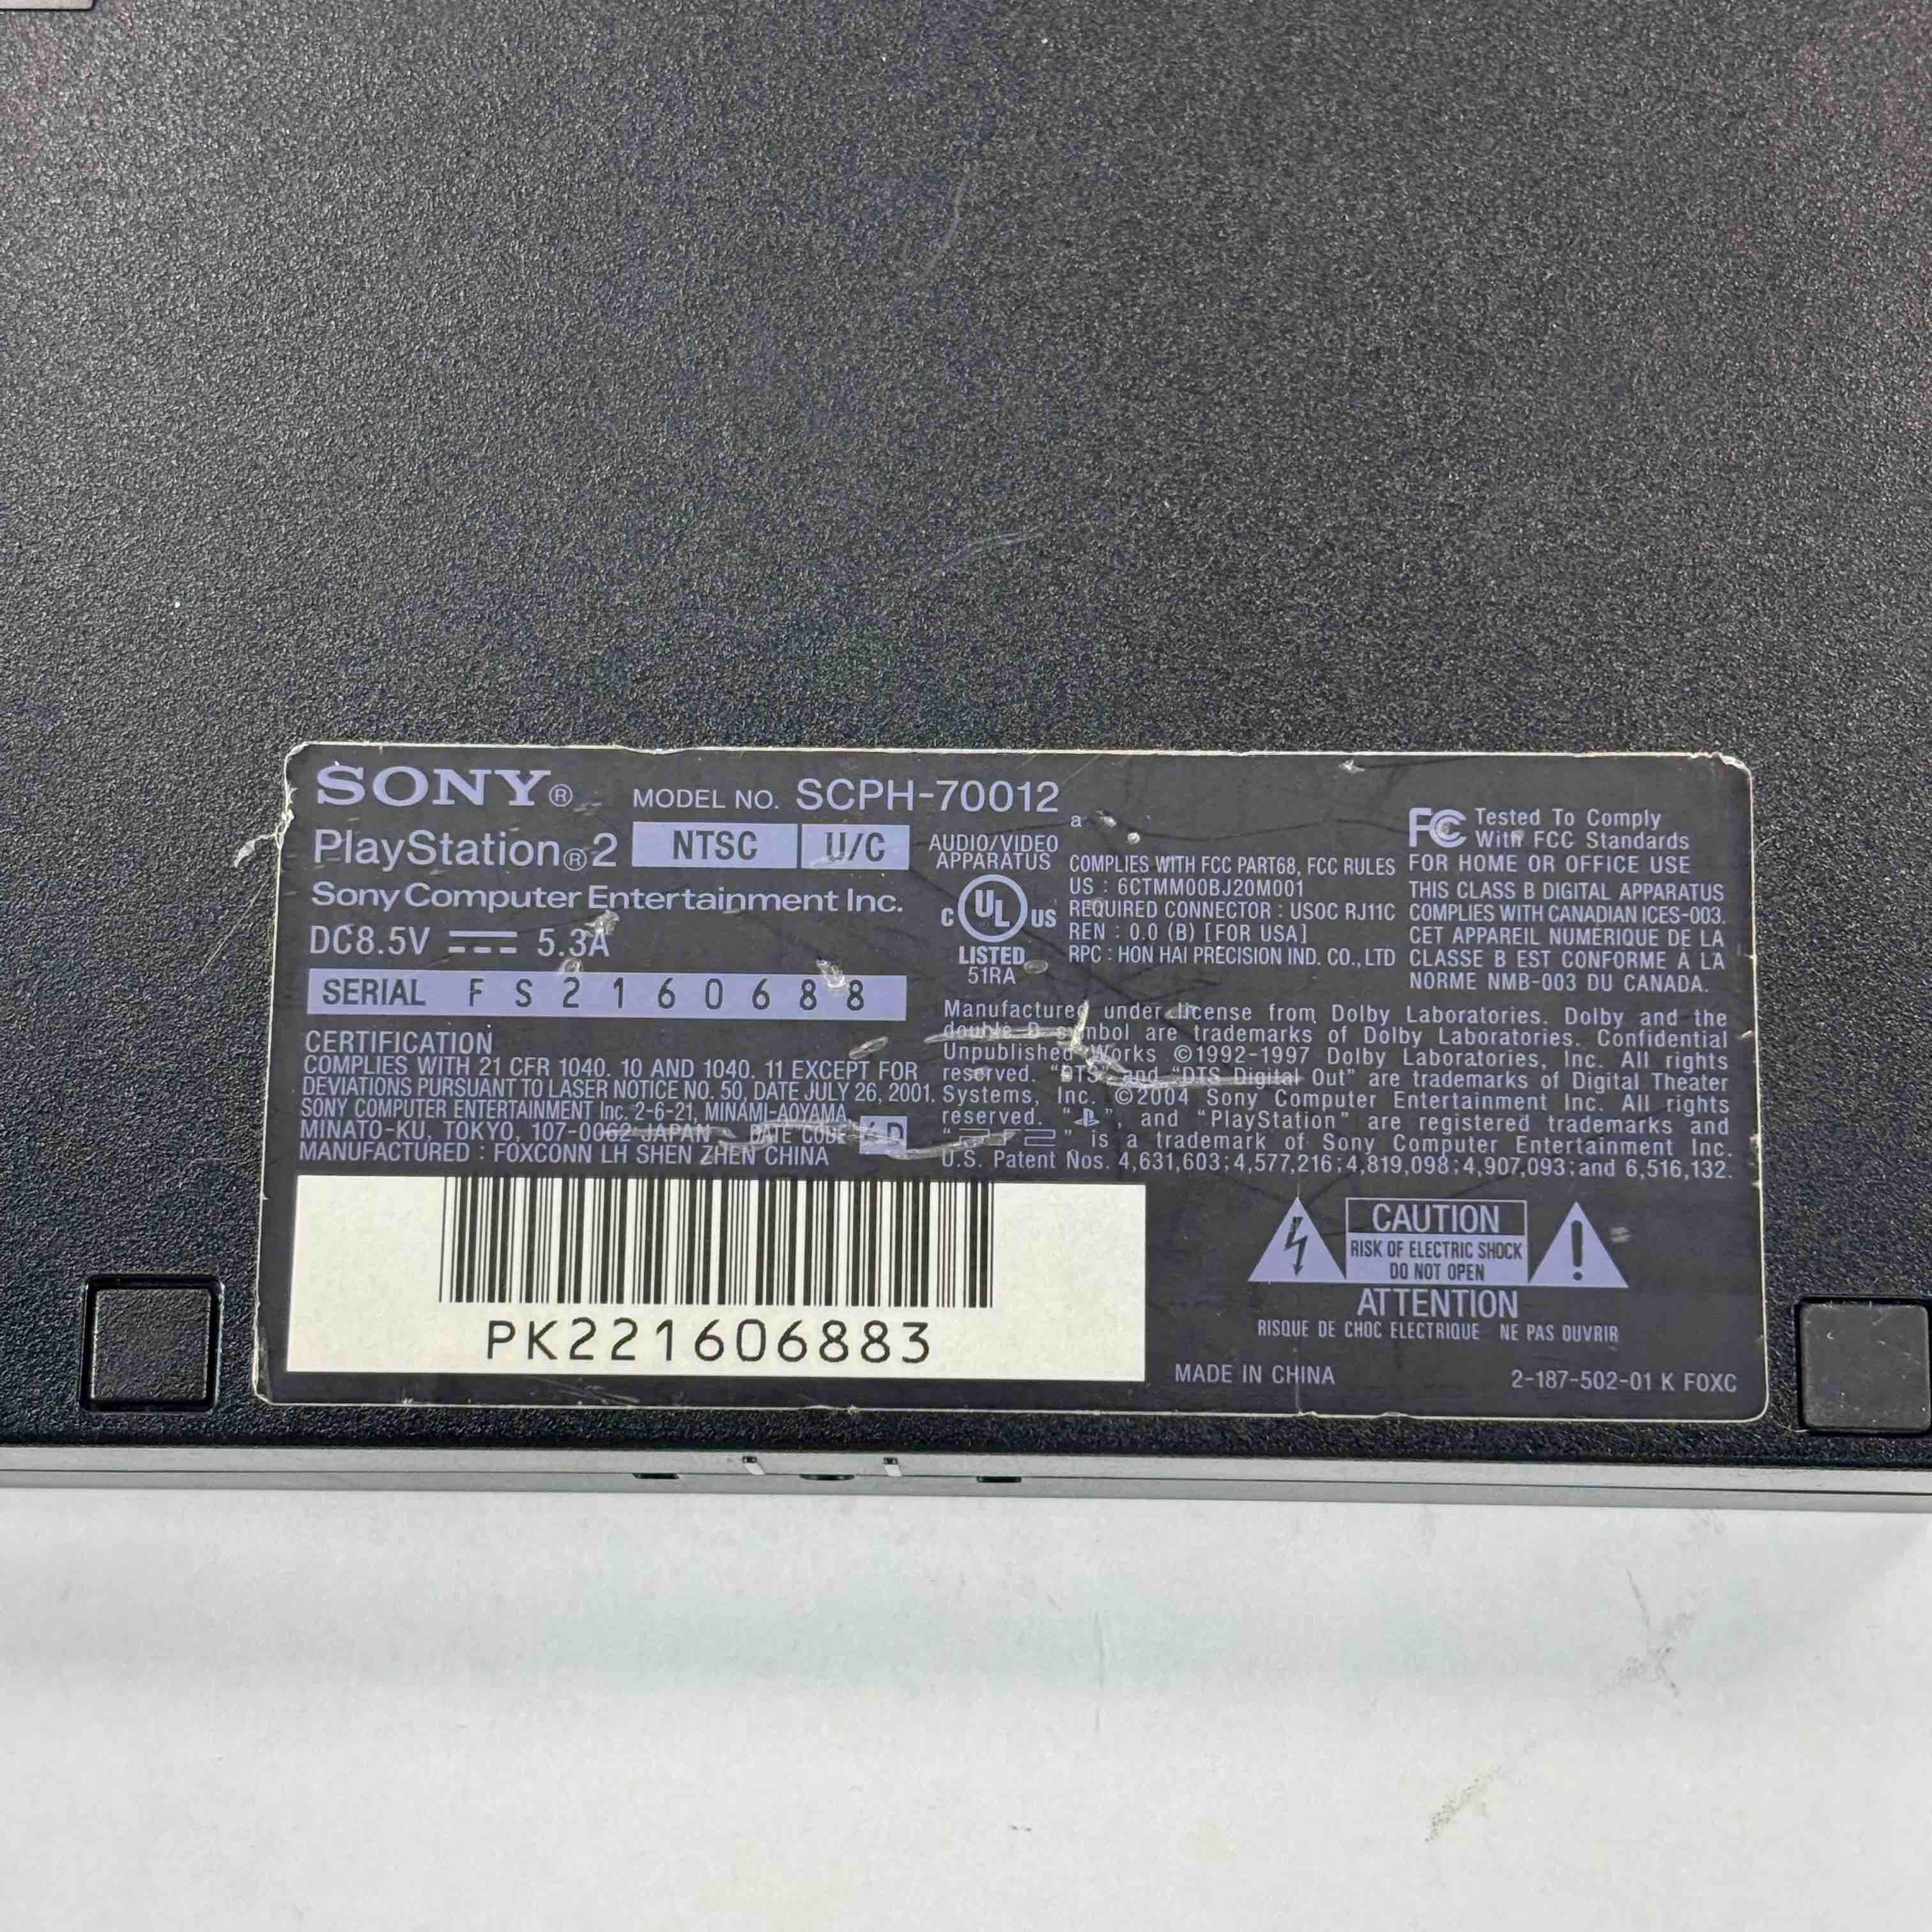 SONY® MODEL NO. SCPH-70012
PlayStation®2 NTSC U/C
Sony Computer Entertainment Inc.
DC8.5V 5.3A
SERIAL F S 2 1 6 0 6 8 8
CERTIFICATION
COMPLIES WITH 21 CFR 1040. 10 AND 1040. 11 EXCEPT FOR
DEVIATIONS PURSUANT TO LASER NOTICE NO. 50, DATE JULY 26, 2001.
SONY COMPUTER ENTERTAINMENT Inc. 2-6-21, MINAMI-AOYAMA,
MINATO-KU, TOKYO, 107-0062 JAPAN DATE CODE
MANUFACTURED : FOXCONN LH SHEN ZHEN CHINA
PK221606883
a
AUDIO/VIDEO
APPARATUS
C UL US
LISTED
51RA
COMPLIES WITH FCC PART68, FCC RULES
US : 6CTMM00BJ20M001
REQUIRED CONNECTOR : USOC RJ11C
REN : 0.0 (B) [FOR USA]
RPC : HON HAI PRECISION IND. CO., LTD
FC Tested To Comply
With FCC Standards
FOR HOME OR OFFICE USE
THIS CLASS B DIGITAL APPARATUS
COMPLIES WITH CANADIAN ICES-003.
CET APPAREIL NUMÉRIQUE DE LA
CLASSE B EST CONFORME À LA
NORME NMB-003 DU CANADA.
Manufactured under license from Dolby Laboratories. Dolby and the
double-D symbol are trademarks of Dolby Laboratories. Confidential
Unpublished Works ©1992-1997 Dolby Laboratories, Inc. All rights
reserved. "DTS" and "DTS Digital Out" are trademarks of Digital Theater
Systems, Inc. ©2004 Sony Computer Entertainment Inc. All rights
reserved. " " and "PlayStation" are registered trademarks and
" " is a trademark of Sony Computer Entertainment Inc.
U.S. Patent Nos. 4,631,603; 4,577,216; 4,819,098; 4,907,093; and 6,516,132.
CAUTION
RISK OF ELECTRIC SHOCK
DO NOT OPEN
ATTENTION
RISQUE DE CHOC ELECTRIQUE NE PAS OUVRIR
MADE IN CHINA 2-187-502-01 K FOXC